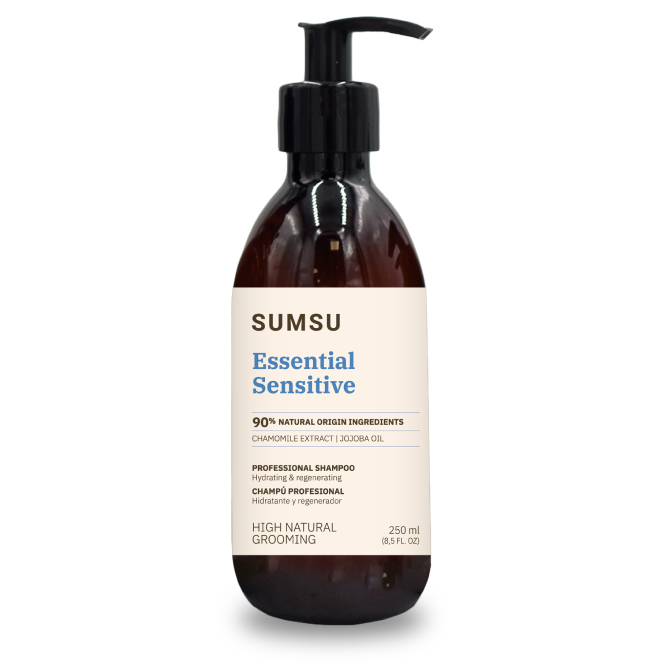 SUMSU
Essential
Sensitive
90% NATURAL ORIGIN INGREDIENTS
CHAMOMILE EXTRACT | JOJOBA OIL
PROFESSIONAL SHAMPOO
Hydrating & regenerating
CHAMPÚ PROFESIONAL
Hidratante y regenerador
HIGH NATURAL
GROOMING
250 ml
(8,5 FL. OZ)